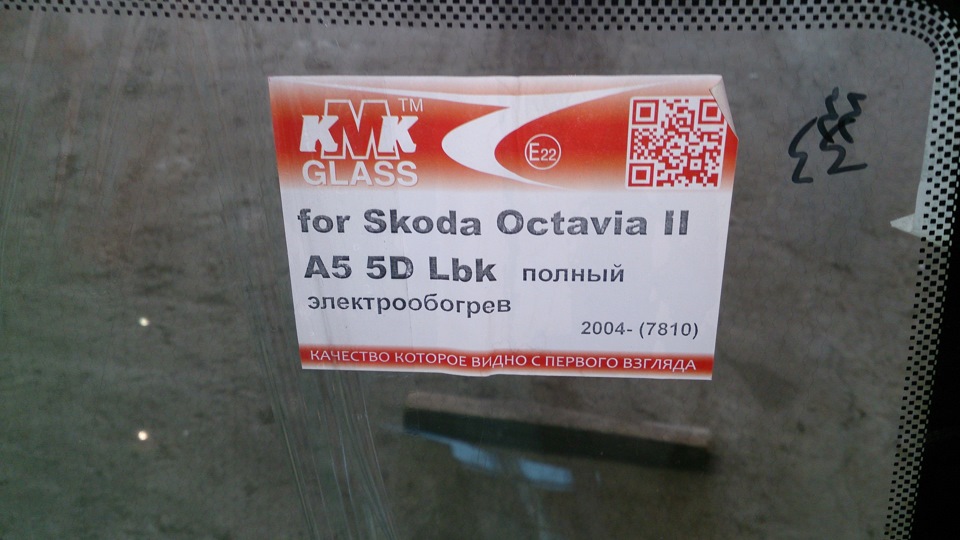 KMK™
GLASS
E22
for Skoda Octavia II
A5 5D Lbk полный
электрообогрев
2004- (7810)
КАЧЕСТВО КОТОРОЕ ВИДНО С ПЕРВОГО ВЗГЛЯДА